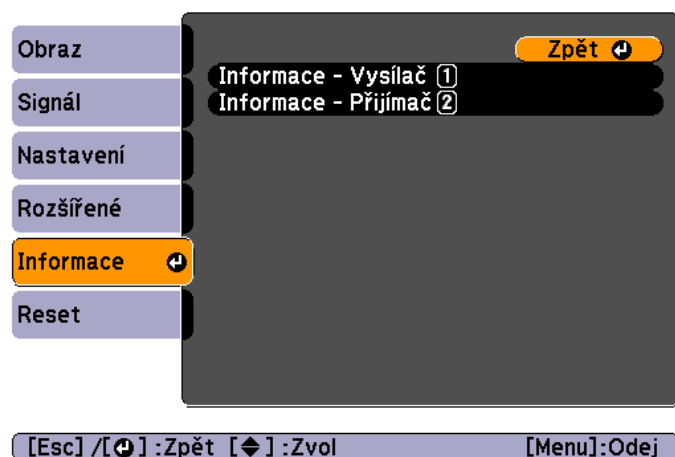 Obraz
Signál
Nastavení
Rozšířené
Informace
Reset
Zpět
Informace - Vysílač 1
Informace - Přijímač 2
[Esc] /[ ] :Zpět [ ] :Zvol [Menu]:Odej